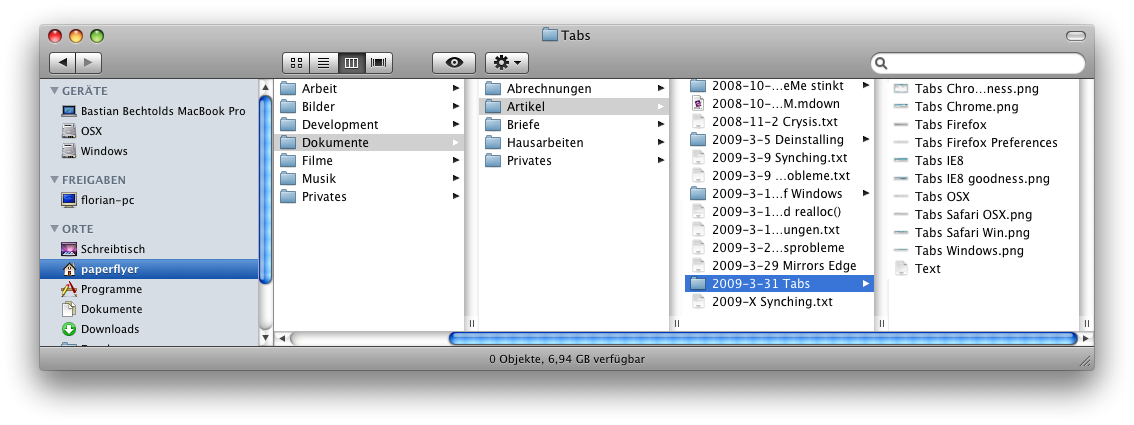 Tabs
GERÄTE
Bastian Bechtolds MacBook Pro
OSX
Windows
FREIGABEN
florian-pc
ORTE
Schreibtisch
paperflyer
Programme
Dokumente
Downloads
Arbeit
Bilder
Development
Dokumente
Filme
Musik
Privates
Abrechnungen
Artikel
Briefe
Hausarbeiten
Privates
2008-10-...eMe stinkt
2008-10-...M.mdown
2008-11-2 Crysis.txt
2009-3-5 Deinstalling
2009-3-9 Synching.txt
2009-3-9 ...obleme.txt
2009-3-1...f Windows
2009-3-1...d realloc()
2009-3-1...ungen.txt
2009-3-2...sprobleme
2009-3-29 Mirrors Edge
2009-3-31 Tabs
2009-X Synching.txt
Tabs Chro...ness.png
Tabs Chrome.png
Tabs Firefox
Tabs Firefox Preferences
Tabs IE8
Tabs IE8 goodness.png
Tabs OSX
Tabs Safari OSX.png
Tabs Safari Win.png
Tabs Windows.png
Text
0 Objekte, 6,94 GB verfügbar